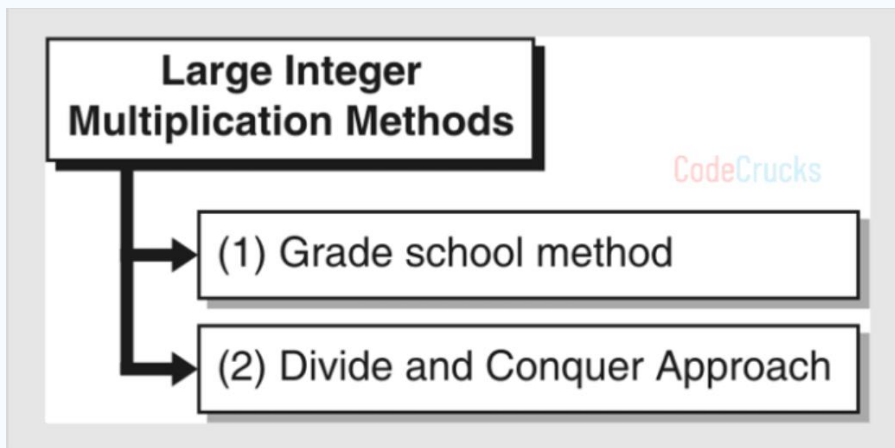 Large Integer
Multiplication Methods
CodeCrucks
(1) Grade school method
(2) Divide and Conquer Approach